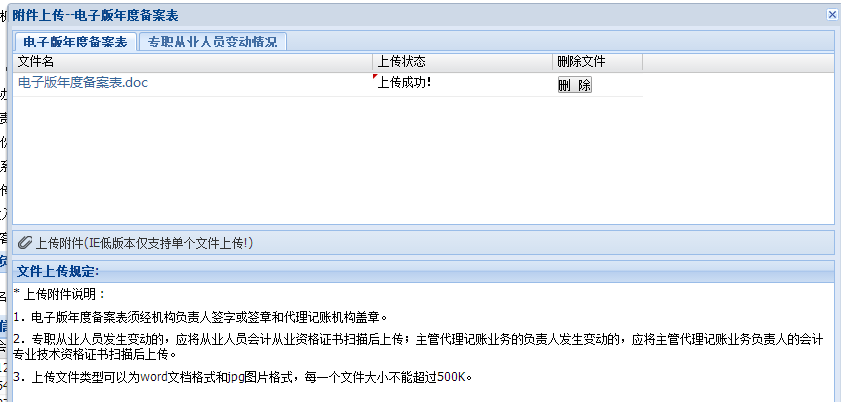 附件上传--电子版年度备案表
电子版年度备案表 专职从业人员变动情况
文件名 上传状态 删除文件
电子版年度备案表.doc 上传成功! 删 除
上传附件(IE低版本仅支持单个文件上传!)
文件上传规定:
* 上传附件说明：
1. 电子版年度备案表须经机构负责人签字或签章和代理记账机构盖章。
2. 专职从业人员发生变动的，应将从业人员会计从业资格证书扫描后上传；主管代理记账业务的负责人发生变动的，应将主管代理记账业务负责人的会计
专业技术资格证书扫描后上传。
3. 上传文件类型可以为word文档格式和jpg图片格式，每一个文件大小不能超过500K。